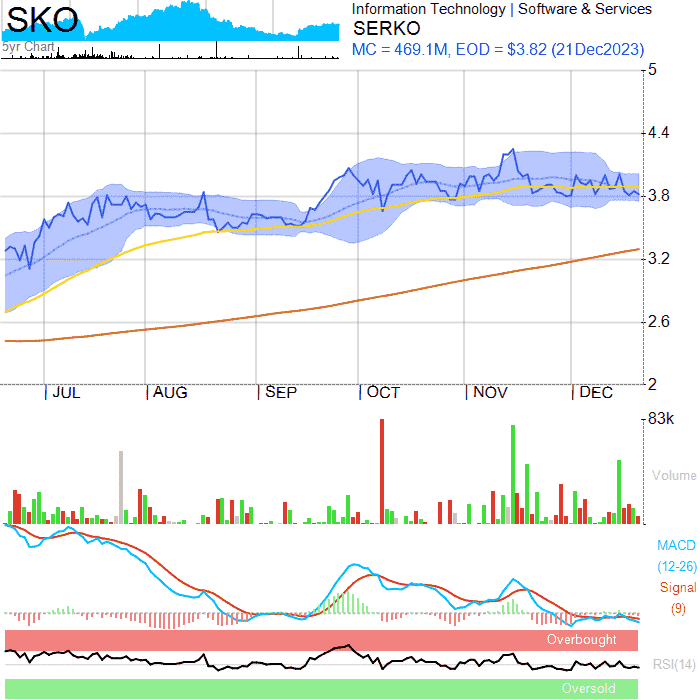 SKO
5yr Chart
Information Technology | Software & Services
SERKO
MC = 469.1M, EOD = $3.82 (21Dec2023)
5
4.4
3.8
3.2
2.6
2
JUL AUG SEP OCT NOV DEC
83k
Volume
MACD
(12-26)
Signal
(9)
Overbought
RSI(14)
Oversold